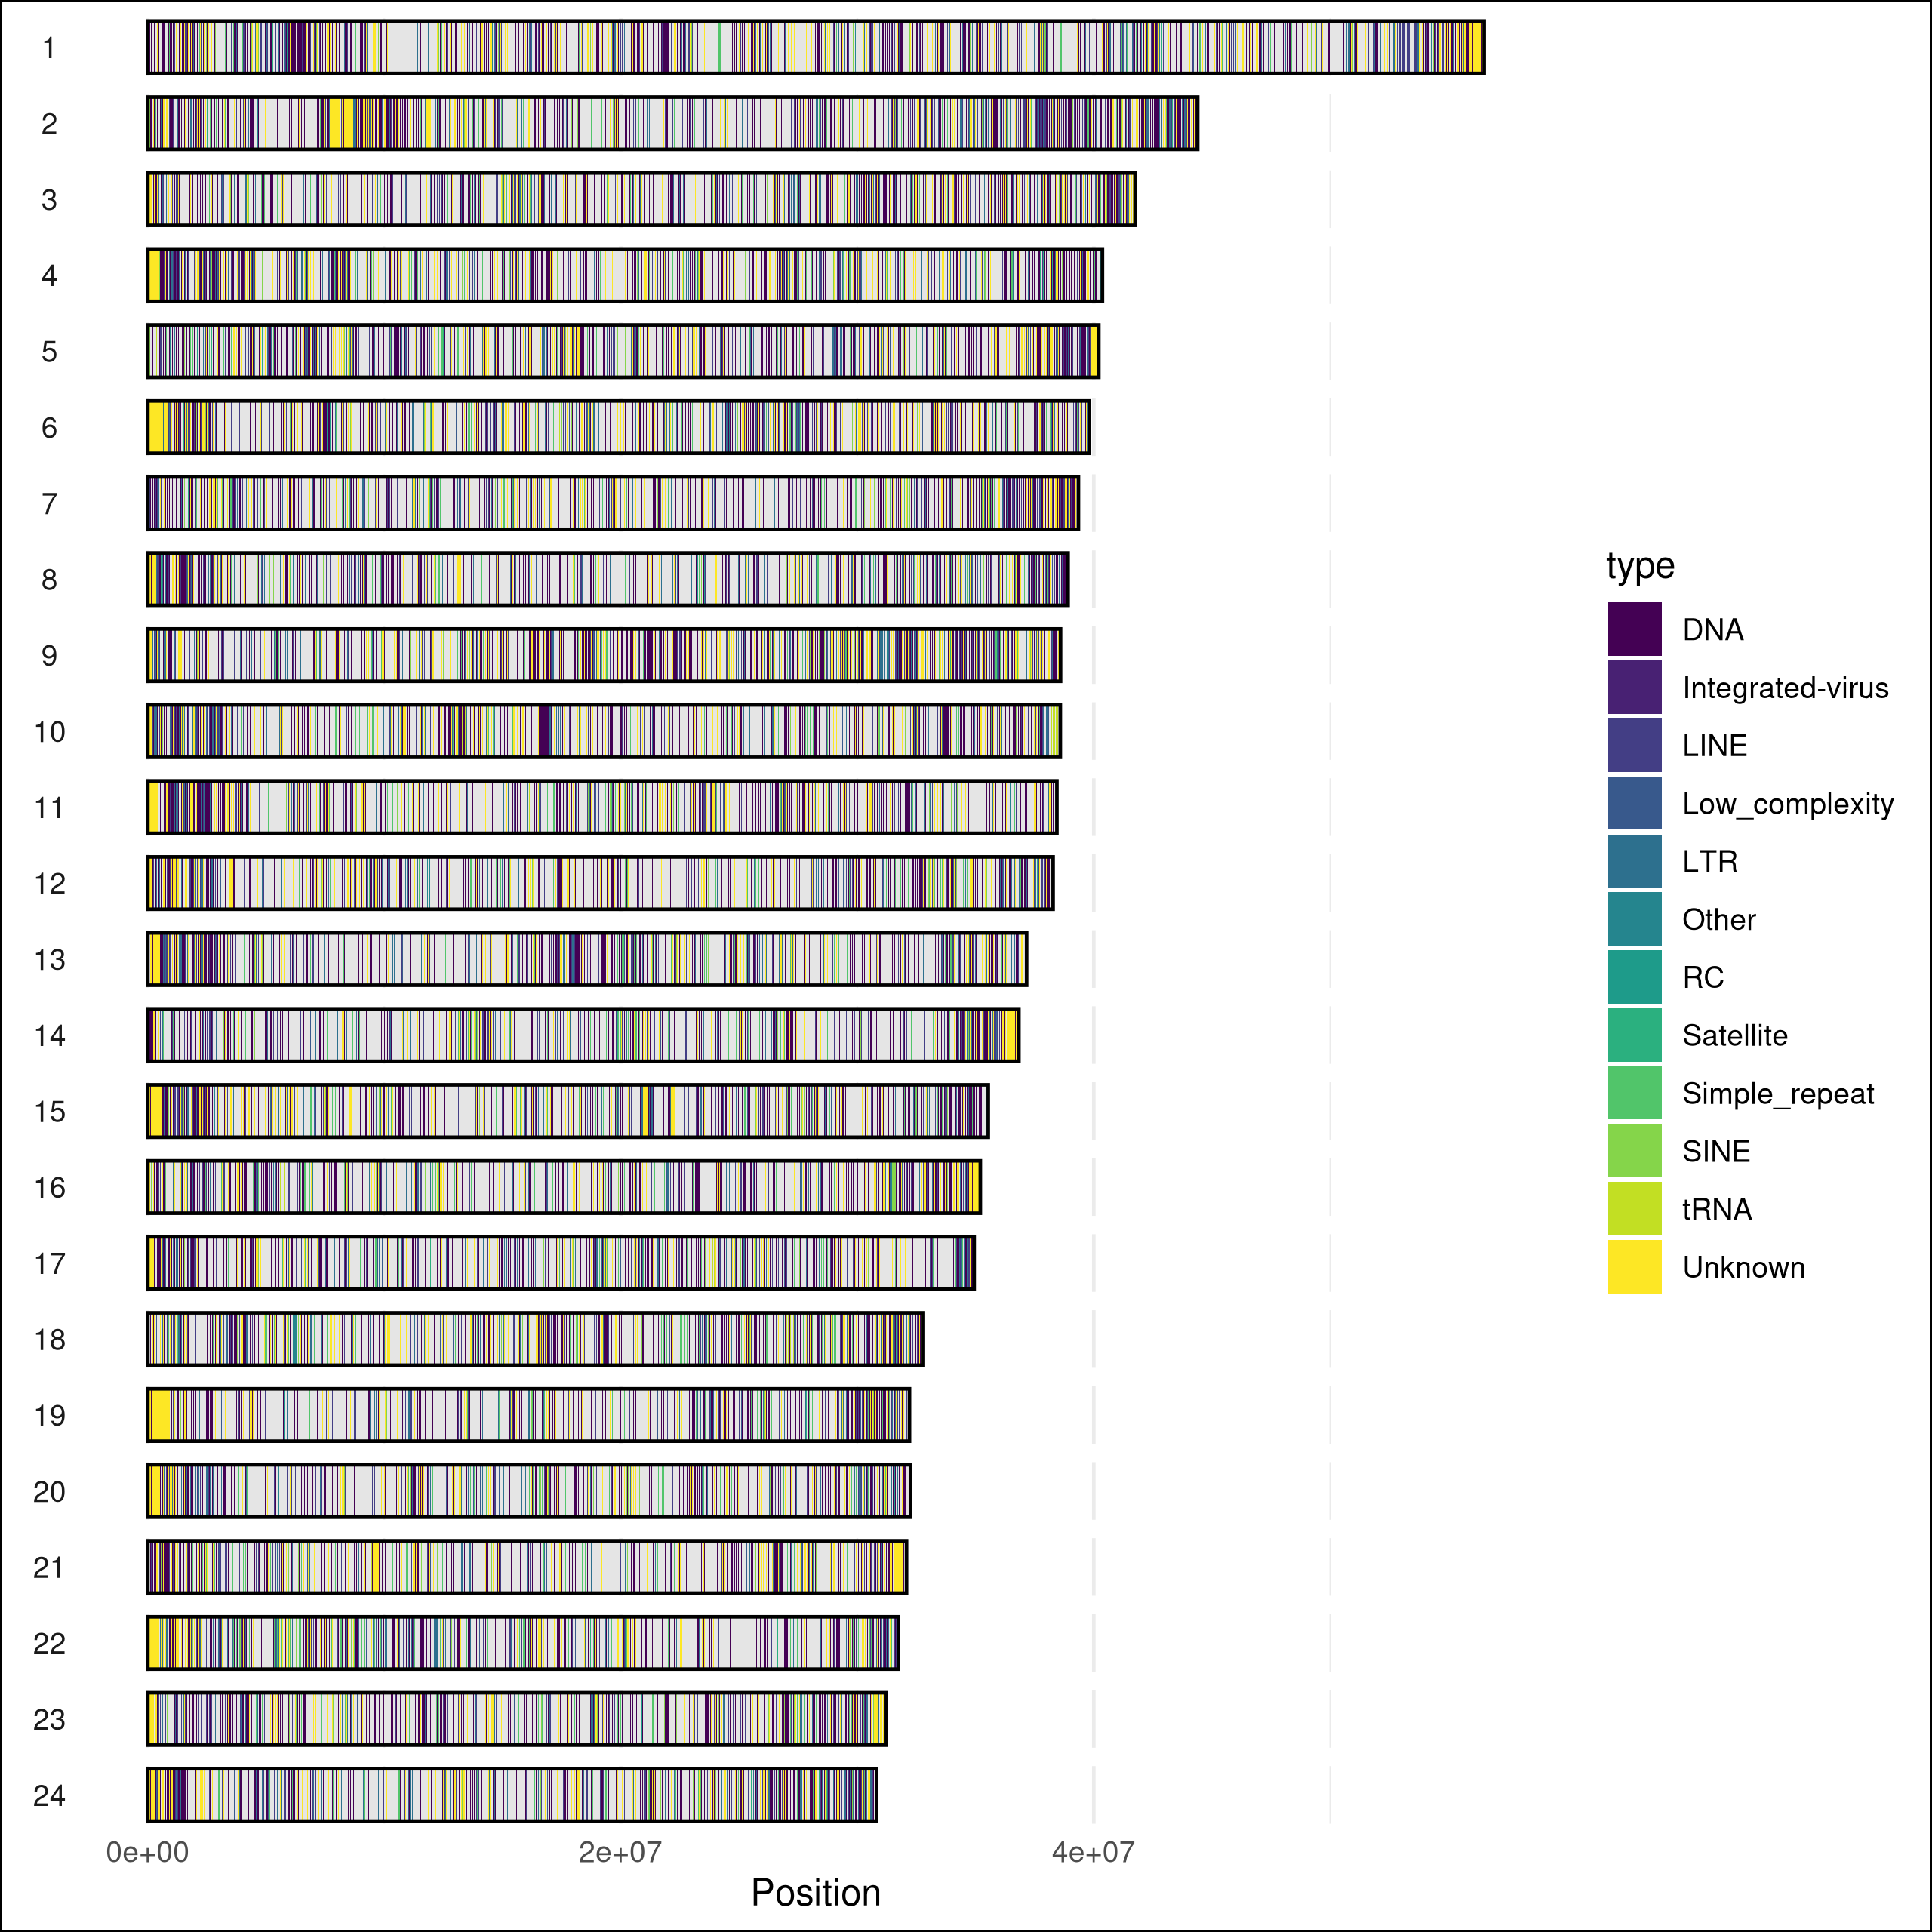 1
2
3
4
5
6
7
8
9
10
11
12
13
14
15
16
17
18
19
20
21
22
23
24
0e+00 2e+07 4e+07
Position
type
DNA
Integrated-virus
LINE
Low_complexity
LTR
Other
RC
Satellite
Simple_repeat
SINE
tRNA
Unknown